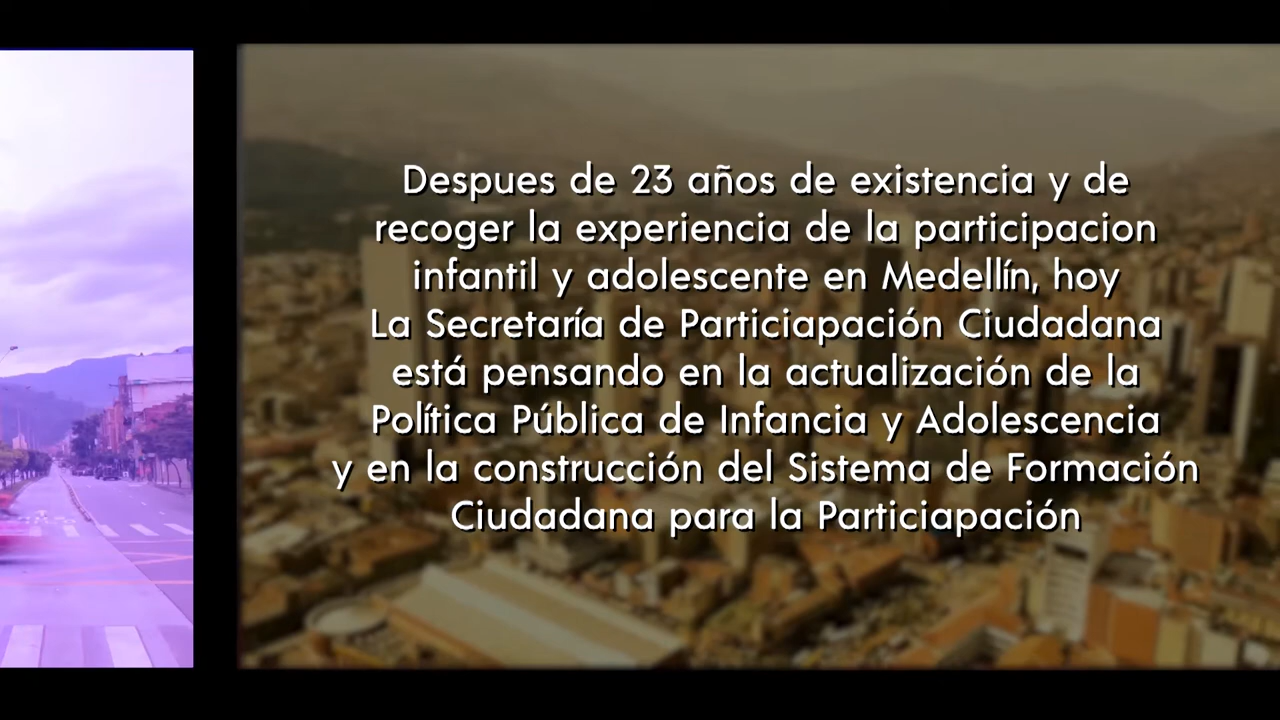 Despues de 23 años de existencia y de
recoger la experiencia de la participacion
infantil y adolescente en Medellín, hoy
La Secretaría de Particiapación Ciudadana
está pensando en la actualización de la
Política Pública de Infancia y Adolescencia
y en la construcción del Sistema de Formación
Ciudadana para la Particiapación